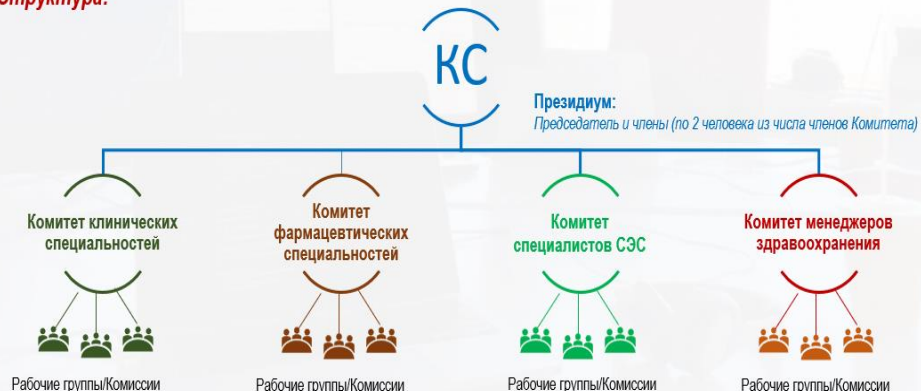 Структура:
КС
Президиум:
Председатель и члены (по 2 человека из числа членов Комитета)
Комитет клинических
специальностей
Комитет
фармацевтических
специальностей
Комитет
специалистов СЭС
Комитет менеджеров
здравоохранения
Рабочие группы/Комиссии
Рабочие группы/Комиссии
Рабочие группы/Комиссии
Рабочие группы/Комиссии